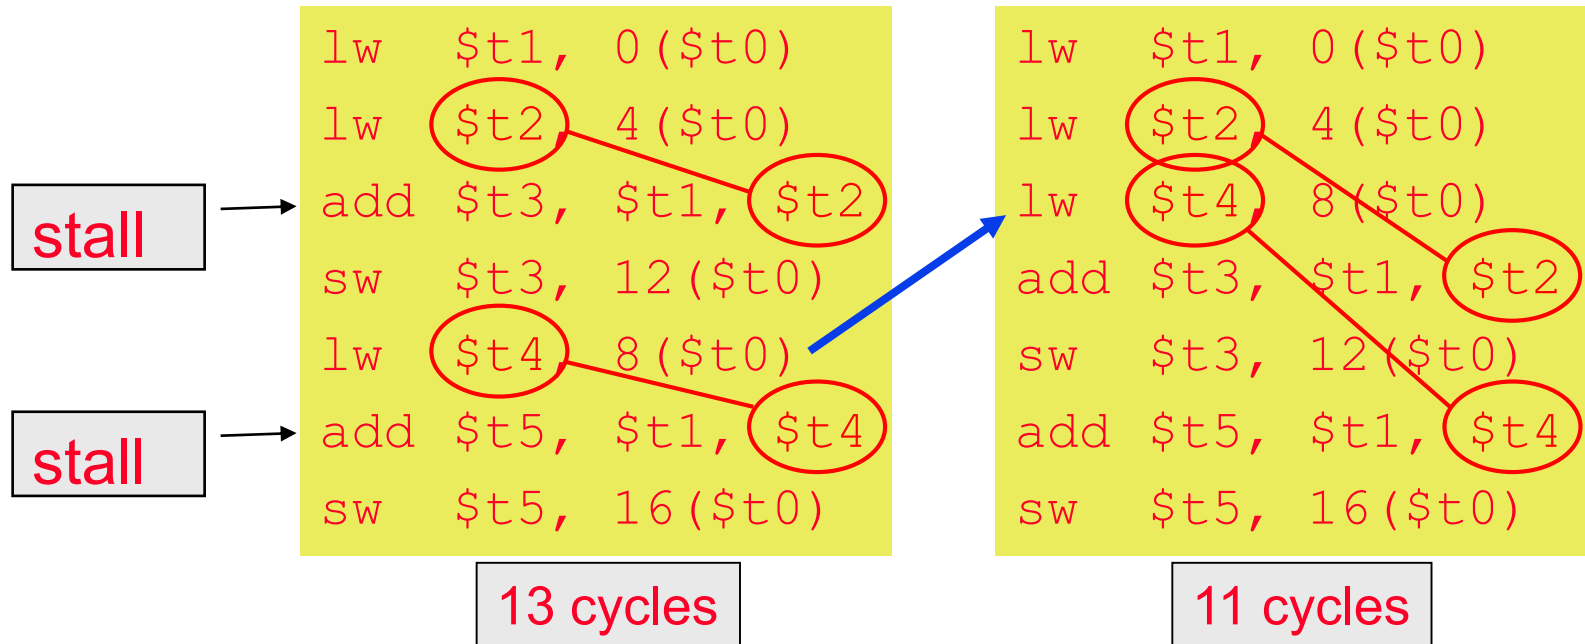 lw $t1, 0($t0)
lw $t2, 4($t0)
stall
add $t3, $t1, $t2
sw $t3, 12($t0)
lw $t4, 8($t0)
stall
add $t5, $t1, $t4
sw $t5, 16($t0)
13 cycles
lw $t1, 0($t0)
lw $t2, 4($t0)
lw $t4, 8($t0)
add $t3, $t1, $t2
sw $t3, 12($t0)
add $t5, $t1, $t4
sw $t5, 16($t0)
11 cycles